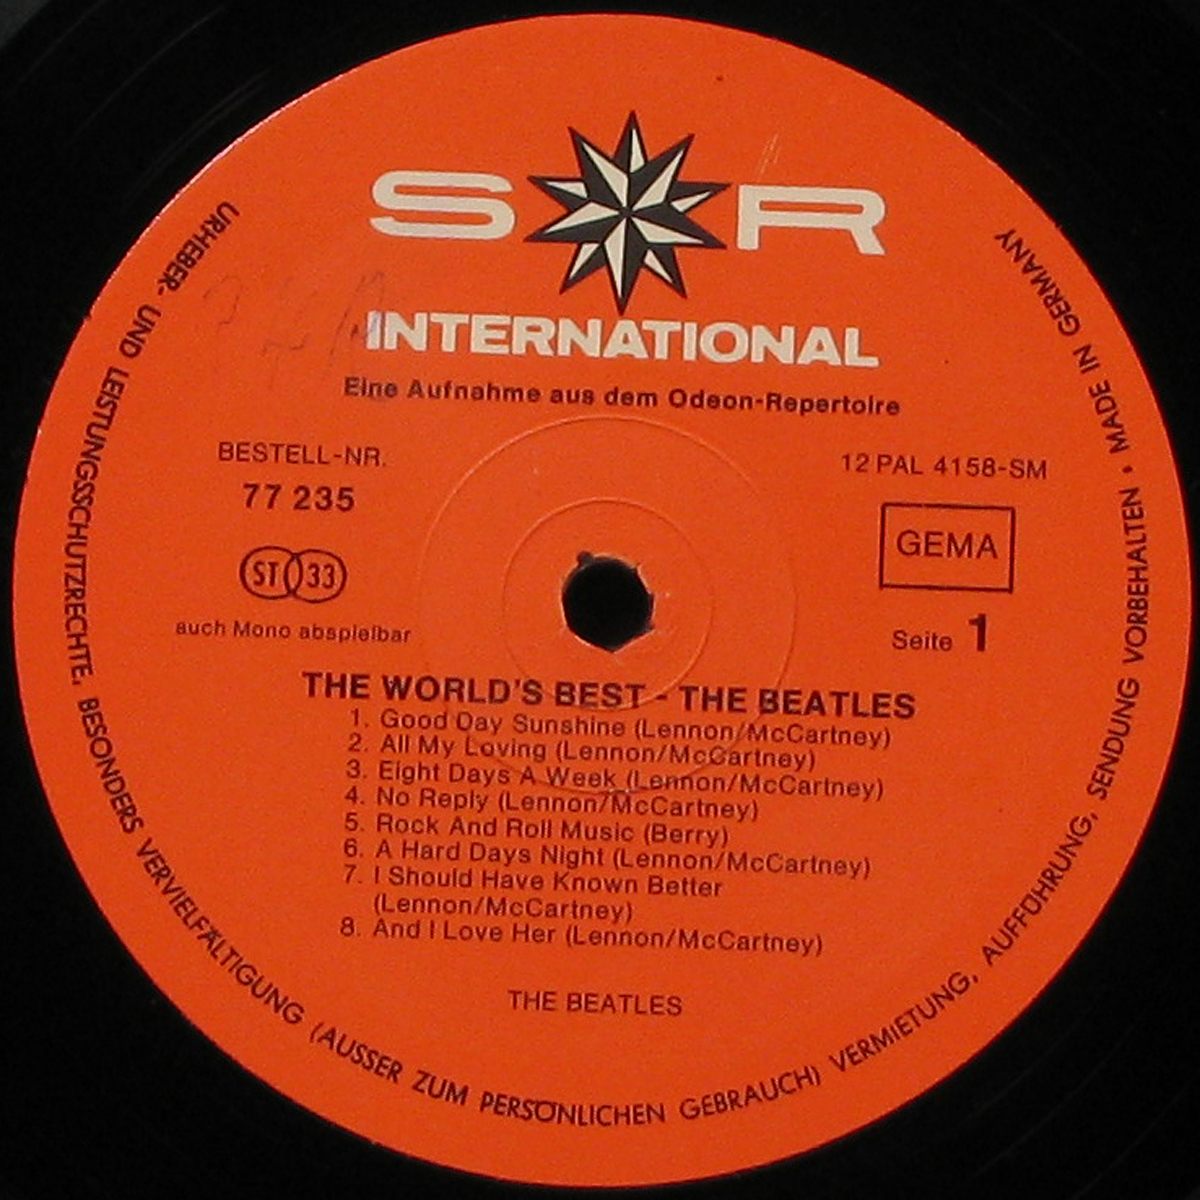 S R
INTERNATIONAL
Eine Aufnahme aus dem Odeon-Repertoire
BESTELL-NR.
77 235
12 PAL 4158-SM
GEMA
ST 33
auch Mono abspielbar
Seite 1
THE WORLD'S BEST - THE BEATLES
1. Good Day Sunshine (Lennon/McCartney)
2. All My Loving (Lennon/McCartney)
3. Eight Days A Week (Lennon/McCartney)
4. No Reply (Lennon/McCartney)
5. Rock And Roll Music (Berry)
6. A Hard Days Night (Lennon/McCartney)
7. I Should Have Known Better
(Lennon/McCartney)
8. And I Love Her (Lennon/McCartney)
THE BEATLES
URHEBER- UND LEISTUNGSSCHUTZRECHTE, BESONDERS VERVIELFÄLTIGUNG (AUSSER ZUM PERSÖNLICHEN GEBRAUCH) VERMIETUNG, AUFFÜHRUNG, SENDUNG VORBEHALTEN • MADE IN GERMANY